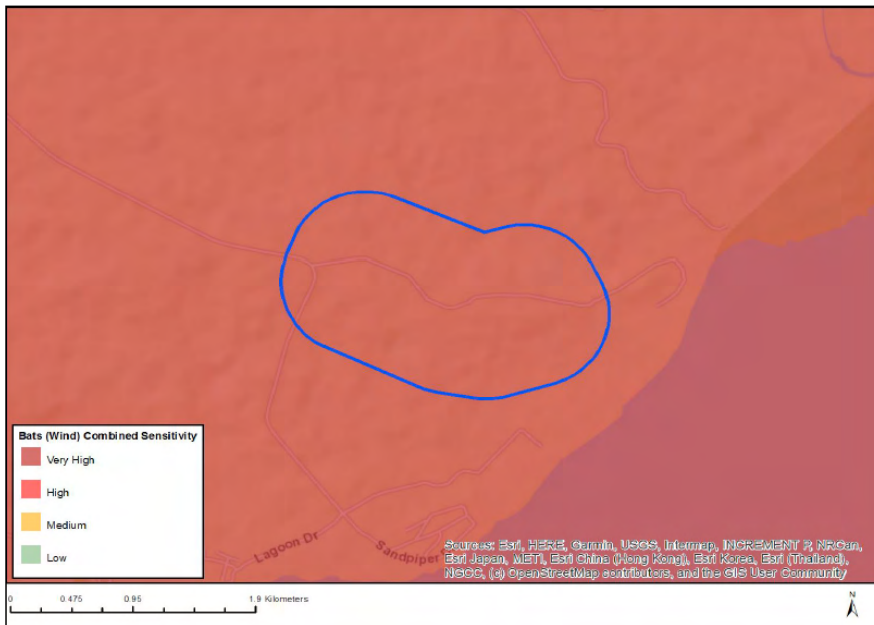 Bats (Wind) Combined Sensitivity
Very High
High
Medium
Low
Lagoon Dr
Sandpiper
Sources: Esri, HERE, Garmin, USGS, Intermap, INCREMENT P, NRCan,
Esri Japan, METI, Esri China (Hong Kong), Esri Korea, Esri (Thailand),
NGCC, (c) OpenStreetMap contributors, and the GIS User Community
0 0.475 0.95 1.9 Kilometers
N